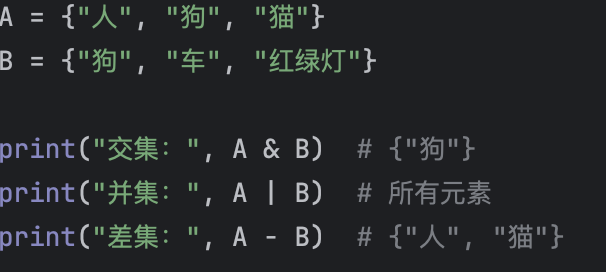 A = {"人", "狗", "猫"}
B = {"狗", "车", "红绿灯"}
print("交集: ", A & B)  # {"狗"}
print("并集: ", A | B)  # 所有元素
print("差集: ", A - B)  # {"人", "猫"}